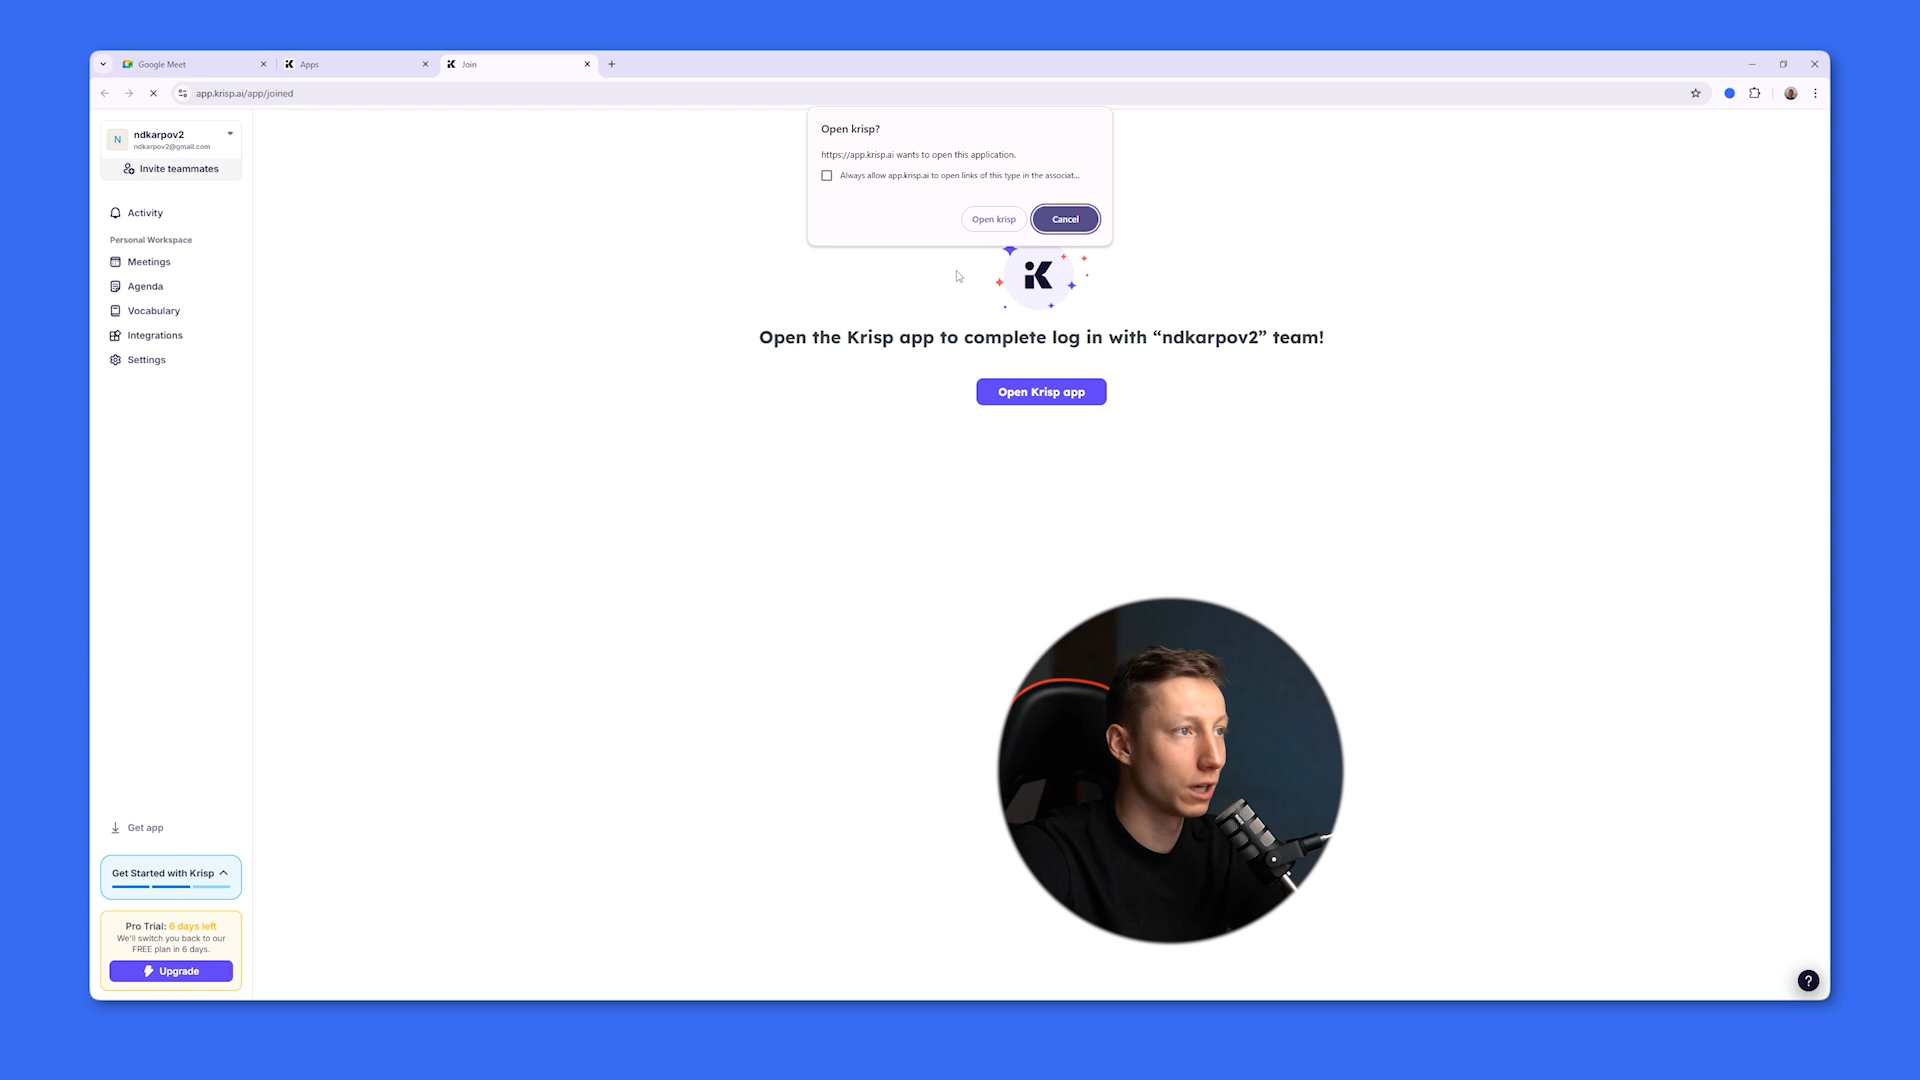 Google Meet
Apps
Join
app.krisp.ai/app/joined
N
ndkarpov2
ndkarpov2@gmail.com
Invite teammates
Activity
Personal Workspace
Meetings
Agenda
Vocabulary
Integrations
Settings
Get app
Get Started with Krisp
Pro Trial: 6 days left
We'll switch you back to our
FREE plan in 6 days.
Upgrade
Open krisp?
https://app.krisp.ai wants to open this application.
Always allow app.krisp.ai to open links of this type in the associat...
Open krisp
Cancel
Open the Krisp app to complete log in with “ndkarpov2” team!
Open Krisp app
?